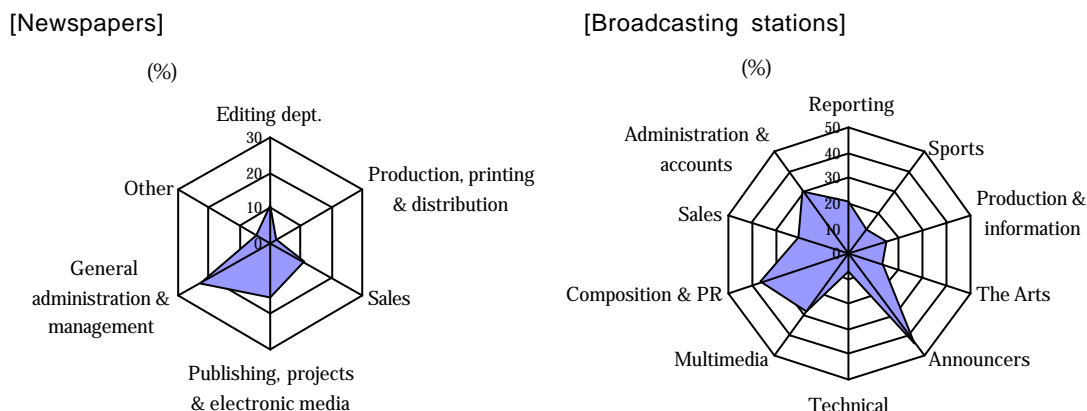 [Newspapers]
(%)
Editing dept.
30
20
10
0
Production, printing
& distribution
Sales
Publishing, projects
& electronic media
General
administration &
management
Other
[Broadcasting stations]
(%)
Reporting
50
40
30
20
10
0
Sports
Production &
information
The Arts
Announcers
Technical
Multimedia
Composition & PR
Sales
Administration &
accounts